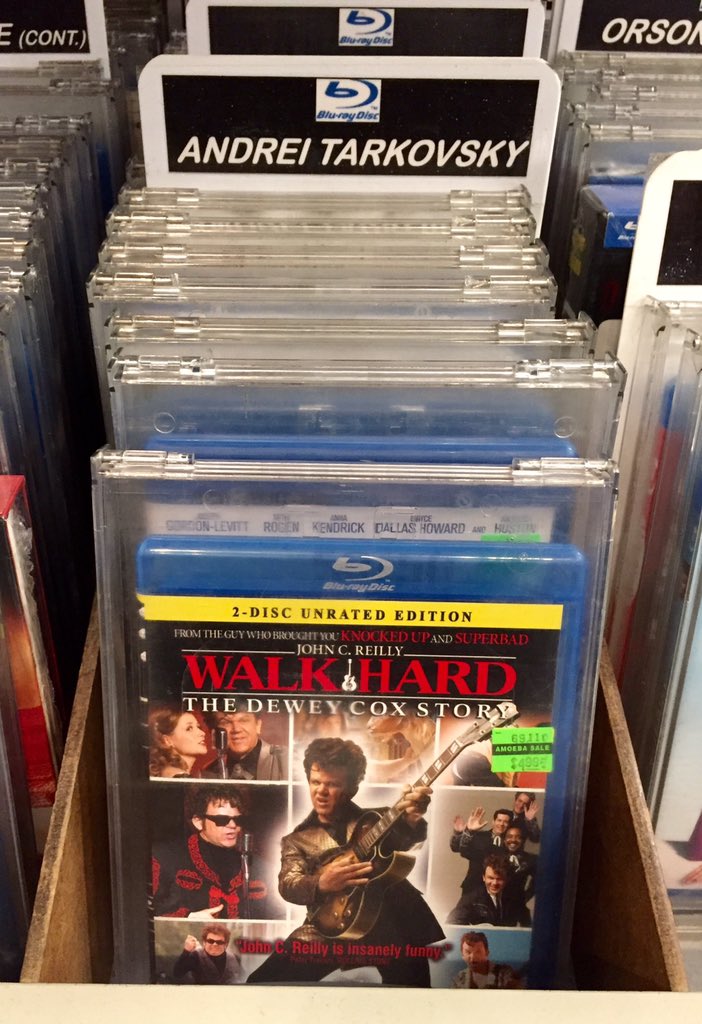 E (CONT.)
Blu-ray Disc
ORSON
Blu-ray Disc
ANDREI TARKOVSKY
GORDON-LEVITT ROGEN KENDRICK DALLAS HOWARD AND HUSTON
Blu-ray Disc
2-DISC UNRATED EDITION
FROM THE GUY WHO BROUGHT YOU KNOCKED UP AND SUPERBAD
JOHN C. REILLY
WALK HARD
THE DEWEY COX STORY
AMOEBA SALE
"John C. Reilly is insanely funny."